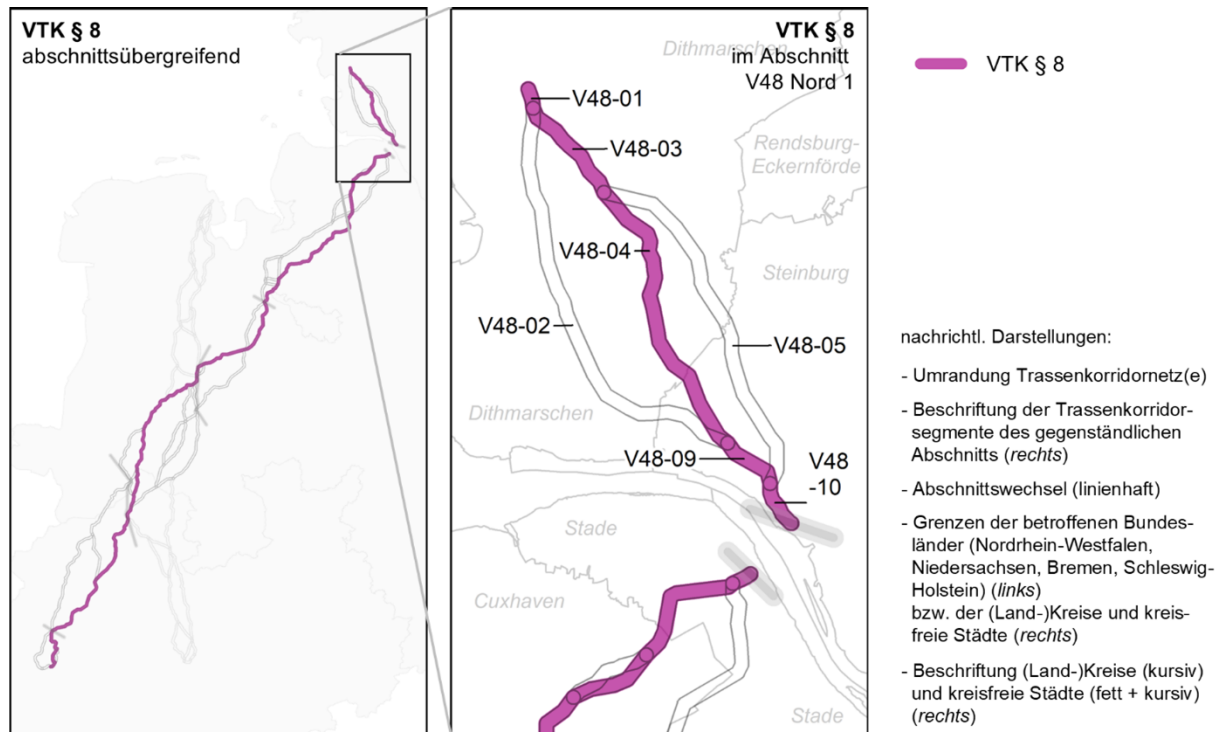 VTK § 8
abschnittsübergreifend
VTK § 8
im Abschnitt
V48 Nord 1
Dithmarschen
V48-01
V48-03
Rendsburg-
Eckernförde
V48-04
Steinburg
V48-02
V48-05
Dithmarschen
V48-09
V48
-10
Stade
Cuxhaven
Stade
VTK § 8
nachrichtl. Darstellungen:
- Umrandung Trassenkorridornetz(e)
- Beschriftung der Trassenkorridor-
segmente des gegenständlichen
Abschnitts (rechts)
- Abschnittswechsel (linienhaft)
- Grenzen der betroffenen Bundes-
länder (Nordrhein-Westfalen,
Niedersachsen, Bremen, Schleswig-
Holstein) (links)
bzw. der (Land-)Kreise und kreis-
freie Städte (rechts)
- Beschriftung (Land-)Kreise (kursiv)
und kreisfreie Städte (fett + kursiv)
(rechts)